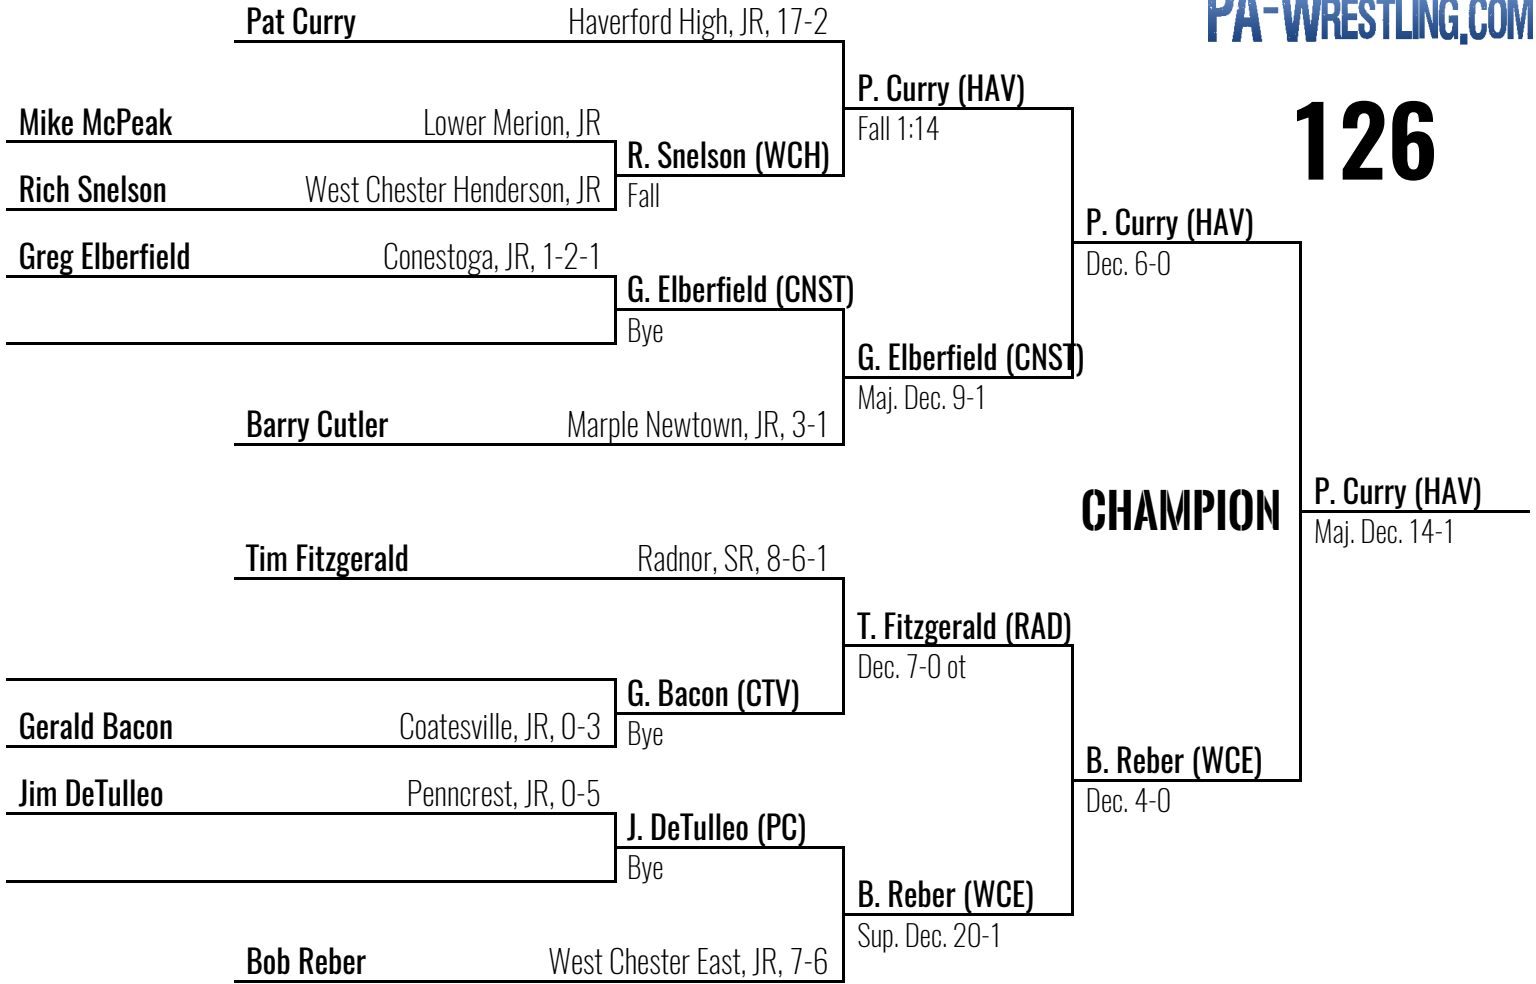 PA-WRESTLING.COM
126
Pat Curry Haverford High, JR, 17-2
P. Curry (HAV)
Fall 1:14
Mike McPeak Lower Merion, JR
R. Snelson (WCH)
Fall
Rich Snelson West Chester Henderson, JR
P. Curry (HAV)
Dec. 6-0
Greg Elberfield Conestoga, JR, 1-2-1
G. Elberfield (CNST)
Bye
G. Elberfield (CNST)
Maj. Dec. 9-1
Barry Cutler Marple Newtown, JR, 3-1
CHAMPION
P. Curry (HAV)
Maj. Dec. 14-1
Tim Fitzgerald Radnor, SR, 8-6-1
T. Fitzgerald (RAD)
Dec. 7-0 ot
G. Bacon (CTV)
Bye
Gerald Bacon Coatesville, JR, 0-3
B. Reber (WCE)
Dec. 4-0
Jim DeTulleo Penncrest, JR, 0-5
J. DeTulleo (PC)
Bye
B. Reber (WCE)
Sup. Dec. 20-1
Bob Reber West Chester East, JR, 7-6